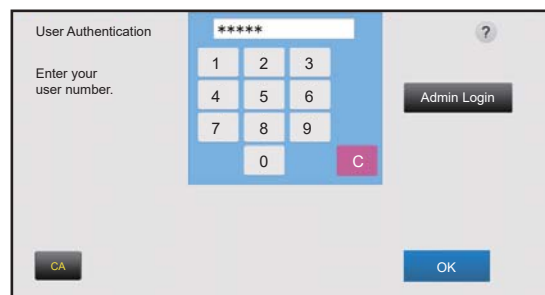 User Authentication
*****
?
Enter your
user number.
1 2 3
4 5 6
7 8 9
0 C
Admin Login
CA
OK